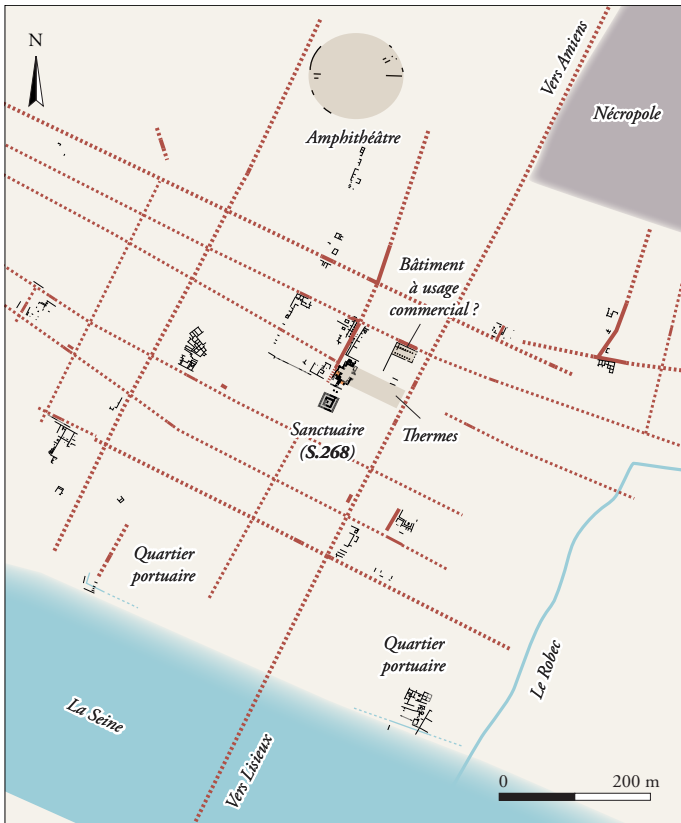 N
Vers Amiens
Nécropole
Amphithéâtre
Bâtiment
à usage
commercial ?
Sanctuaire
(S.268)
Thermes
Quartier
portuaire
Quartier
portuaire
Le Robec
La Seine
Vers Lisieux
0 200 m